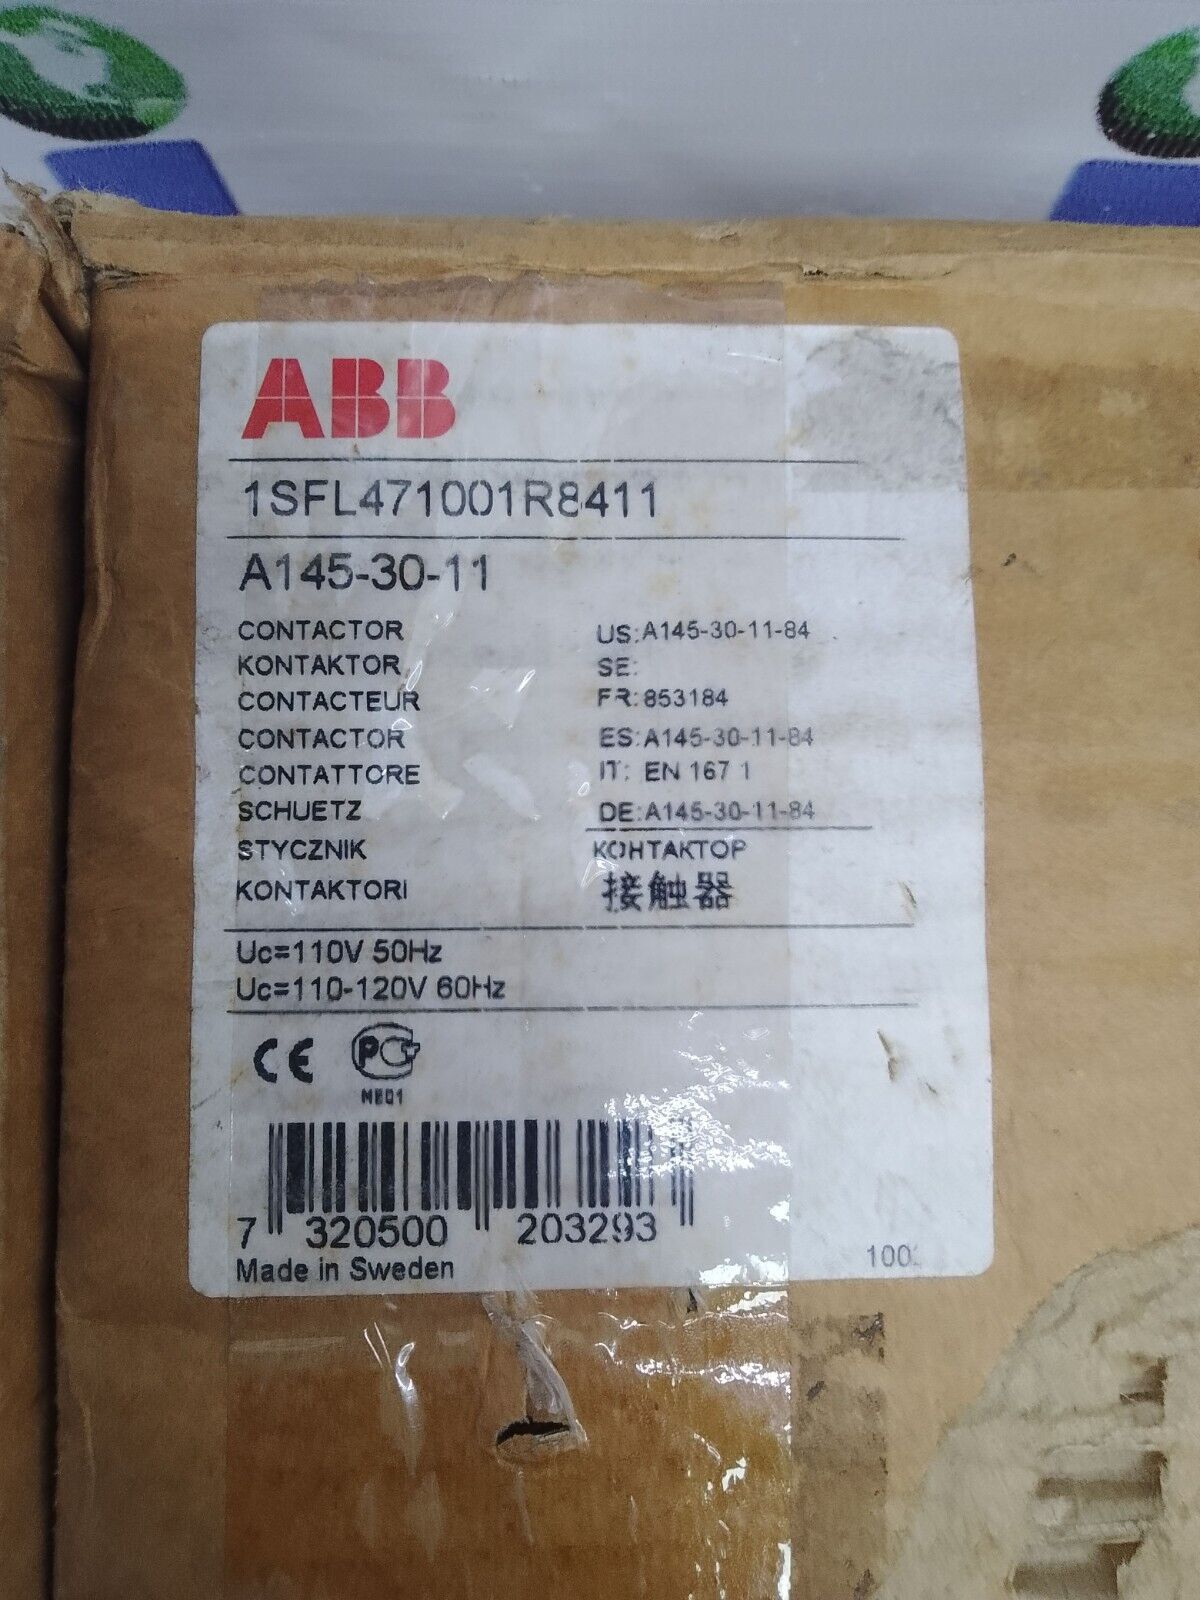 ABB
1SFL471001R8411
A145-30-11
CONTACTOR US:A145-30-11-84
KONTAKTOR SE:
CONTACTEUR FR:853184
CONTACTOR ES:A145-30-11-84
CONTATTORE IT: EN 167 1
SCHUETZ DE:A145-30-11-84
STYCZNIK КОНТАКТОР
KONTAKTORI 接触器
Uc=110V 50Hz
Uc=110-120V 60Hz
CE РСТ
7 320500 203293
Made in Sweden